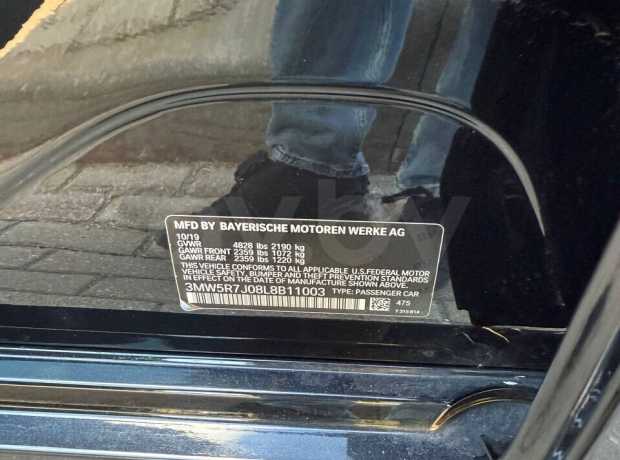 MFD BY BAYERISCHE MOTOREN WERKE AG
10/19
GVWR 4828 lbs 2190 kg
GAWR FRONT 2359 lbs 1072 kg
GAWR REAR 2359 lbs 1220 kg
THIS VEHICLE CONFORMS TO ALL APPLICABLE U.S.FEDERAL MOTOR
VEHICLE SAFETY, BUMPER AND THEFT PREVENTION STANDARDS
IN EFFECT ON THE DATE OF MANUFACTURE SHOWN ABOVE.
3MW5R7J08L8B11003 TYPE: PASSENGER CAR
475